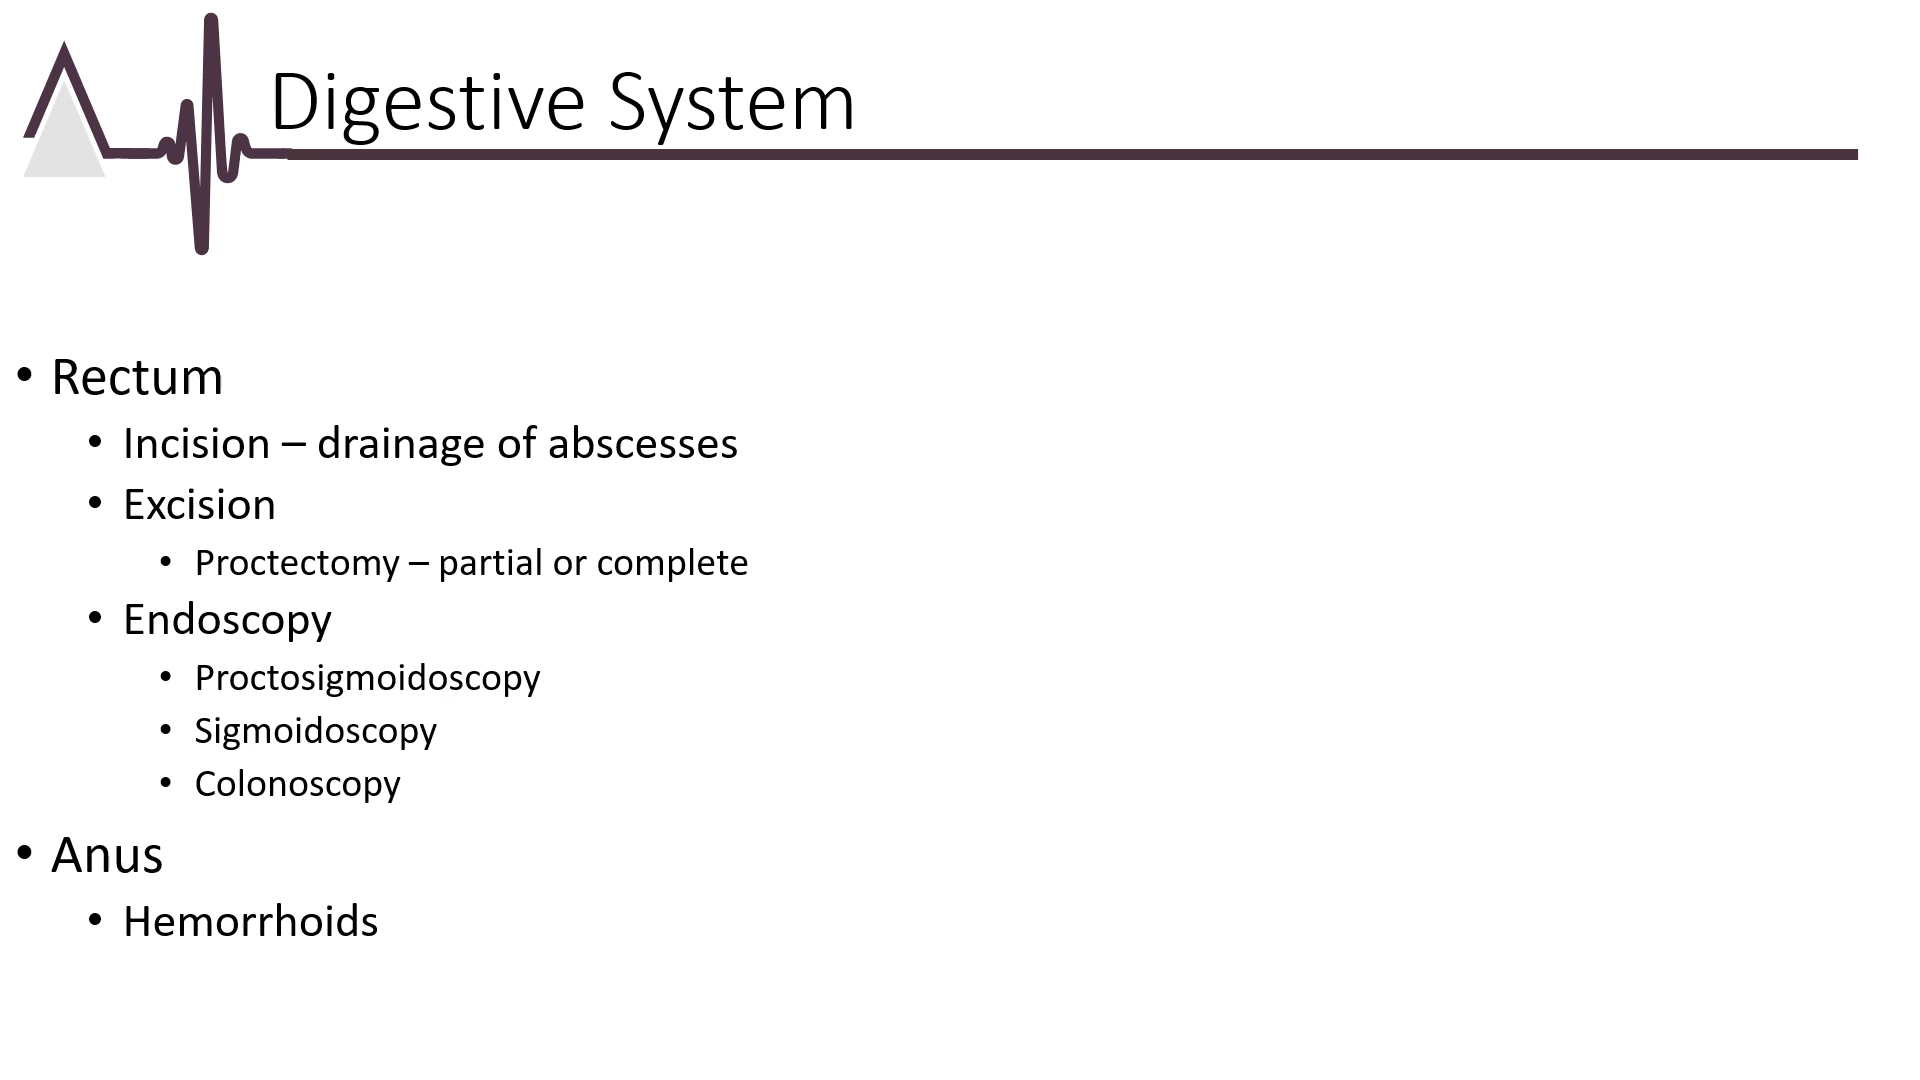 Digestive System
• Rectum
• Incision – drainage of abscesses
• Excision
• Proctectomy – partial or complete
• Endoscopy
• Proctosigmoidoscopy
• Sigmoidoscopy
• Colonoscopy
• Anus
• Hemorrhoids